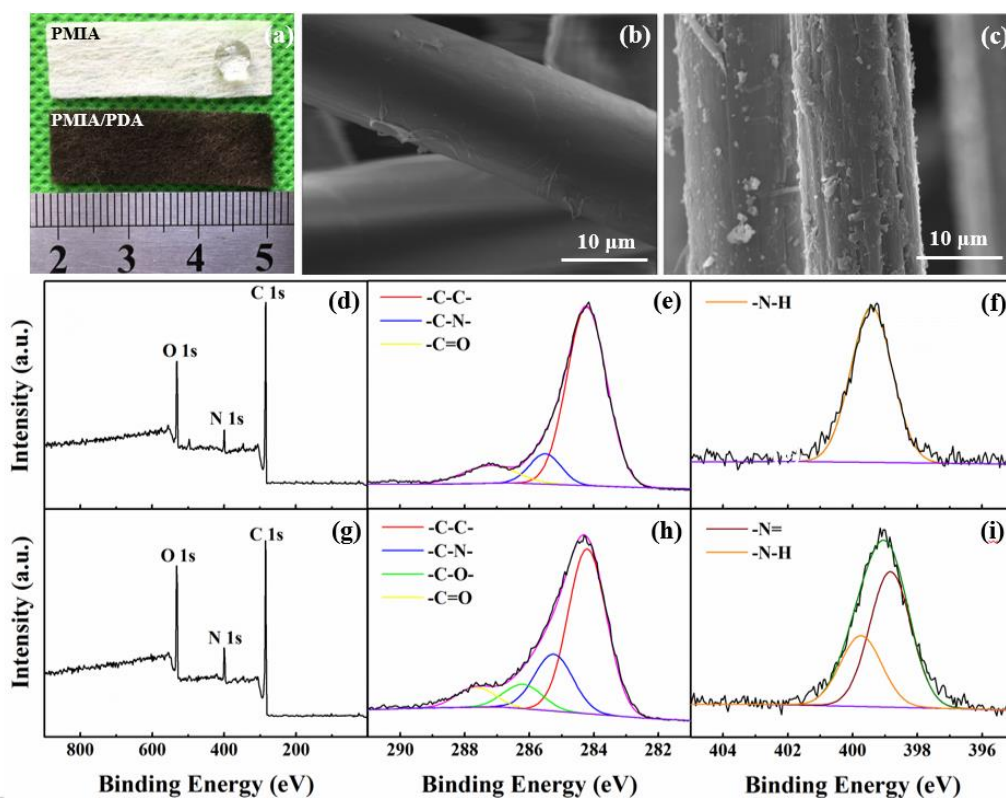 PMIA (a)
PMIA/PDA
2 3 4 5
(b)
10 μm
(c)
10 μm
Intensity (a.u.)
(d)
C 1s
O 1s
N 1s
(e)
-C-C-
-C-N-
-C=O
(f)
-N-H
Intensity (a.u.)
(g)
C 1s
O 1s
N 1s
800 600 400 200
Binding Energy (eV)
(h)
-C-C-
-C-N-
-C-O-
-C=O
290 288 286 284 282
Binding Energy (eV)
(i)
-N=
-N-H
404 402 400 398 396
Binding Energy (eV)